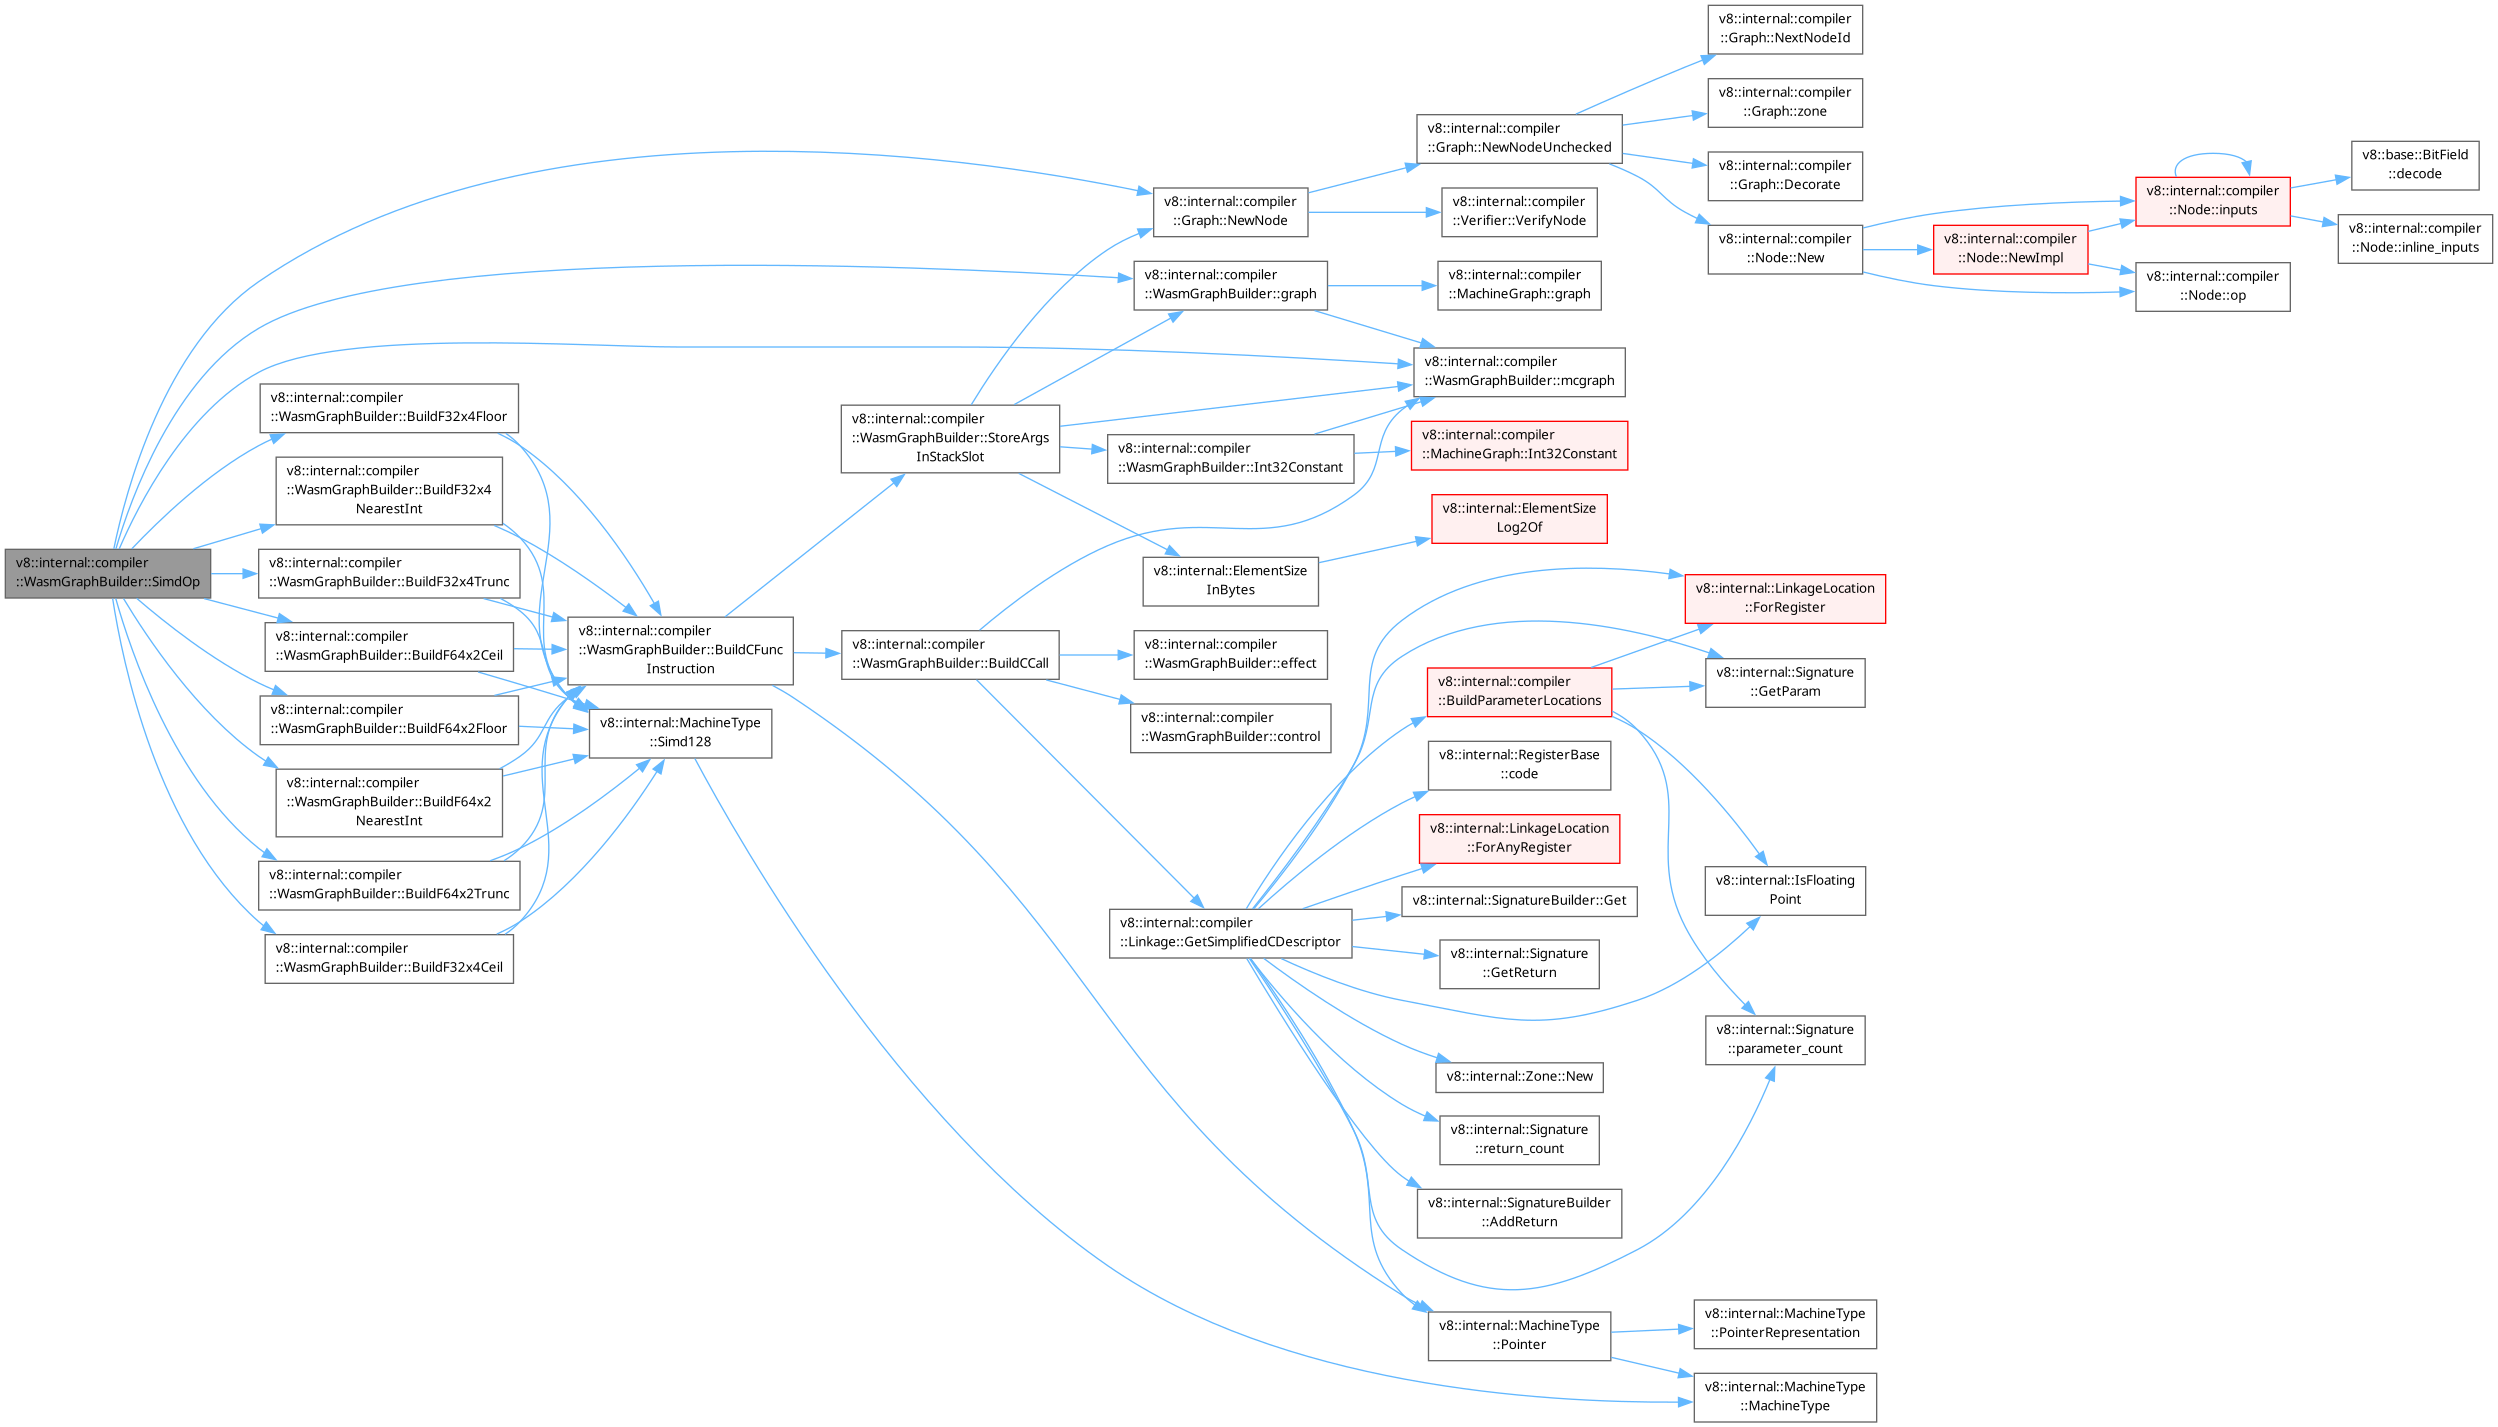 v8::internal::compiler
::WasmGraphBuilder::SimdOp
v8::internal::compiler
::WasmGraphBuilder::BuildF32x4Floor
v8::internal::compiler
::WasmGraphBuilder::BuildF32x4
NearestInt
v8::internal::compiler
::WasmGraphBuilder::BuildF32x4Trunc
v8::internal::compiler
::WasmGraphBuilder::BuildF64x2Ceil
v8::internal::compiler
::WasmGraphBuilder::BuildF64x2Floor
v8::internal::compiler
::WasmGraphBuilder::BuildF64x2
NearestInt
v8::internal::compiler
::WasmGraphBuilder::BuildF64x2Trunc
v8::internal::compiler
::WasmGraphBuilder::BuildF32x4Ceil
v8::internal::compiler
::WasmGraphBuilder::BuildCFunc
Instruction
v8::internal::MachineType
::Simd128
v8::internal::compiler
::WasmGraphBuilder::StoreArgs
InStackSlot
v8::internal::compiler
::WasmGraphBuilder::BuildCCall
v8::internal::compiler
::Graph::NewNode
v8::internal::compiler
::WasmGraphBuilder::graph
v8::internal::compiler
::WasmGraphBuilder::Int32Constant
v8::internal::ElementSize
InBytes
v8::internal::compiler
::WasmGraphBuilder::effect
v8::internal::compiler
::WasmGraphBuilder::control
v8::internal::compiler
::Linkage::GetSimplifiedCDescriptor
v8::internal::compiler
::Graph::NewNodeUnchecked
v8::internal::compiler
::Verifier::VerifyNode
v8::internal::compiler
::MachineGraph::graph
v8::internal::compiler
::WasmGraphBuilder::mcgraph
v8::internal::compiler
::MachineGraph::Int32Constant
v8::internal::ElementSize
Log2Of
v8::internal::compiler
::BuildParameterLocations
v8::internal::RegisterBase
::code
v8::internal::LinkageLocation
::ForAnyRegister
v8::internal::SignatureBuilder::Get
v8::internal::Signature
::GetReturn
v8::internal::Zone::New
v8::internal::Signature
::return_count
v8::internal::SignatureBuilder
::AddReturn
v8::internal::MachineType
::Pointer
v8::internal::compiler
::Graph::NextNodeId
v8::internal::compiler
::Graph::zone
v8::internal::compiler
::Graph::Decorate
v8::internal::compiler
::Node::New
v8::internal::LinkageLocation
::ForRegister
v8::internal::Signature
::GetParam
v8::internal::IsFloating
Point
v8::internal::Signature
::parameter_count
v8::internal::MachineType
::PointerRepresentation
v8::internal::MachineType
::MachineType
v8::internal::compiler
::Node::NewImpl
v8::internal::compiler
::Node::inputs
v8::internal::compiler
::Node::op
v8::base::BitField
::decode
v8::internal::compiler
::Node::inline_inputs